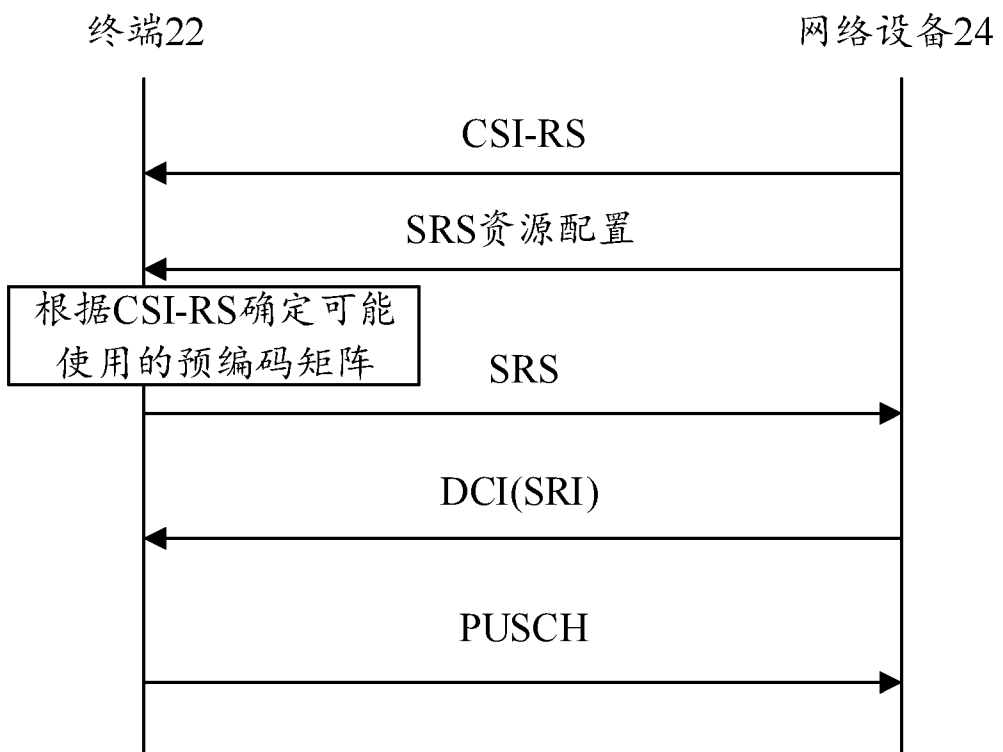 终端22
网络设备24
CSI-RS
SRS资源配置
根据CSI-RS确定可能
使用的预编码矩阵
SRS
DCI(SRI)
PUSCH